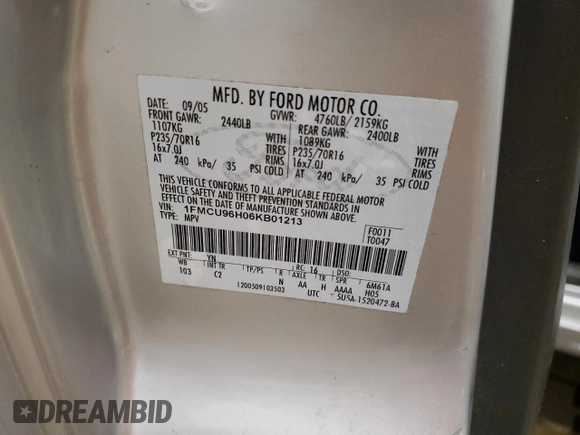 MFD. BY FORD MOTOR CO.
DATE: 09/05 GVWR: 4760LB/ 2159KG
FRONT GAWR: 2440LB REAR GAWR: 2400LB
1107KG 1089KG
P235/70R16 TIRES P235/70R16 TIRES
16x7.0J RIMS 16x7.0J RIMS
AT 240 kPa/ 35 PSI COLD AT 240 kPa/ 35 PSI COLD
THIS VEHICLE CONFORMS TO ALL APPLICABLE FEDERAL MOTOR
VEHICLE SAFETY AND THEFT PREVENTION STANDARDS IN
EFFECT ON THE DATE OF MANUFACTURE SHOWN ABOVE.
VIN: 1FMCU96H06KB01213
TYPE: MPV
F0011
T0047
EXT PNT: YN RC: 16 DSO:
WB INT TR TP/PS R AXLE TR SPR 6M61A
103 C2 N AA H AAAA H05
1200509103503 UTC 5U5A-1520472-BA
DREAMBID